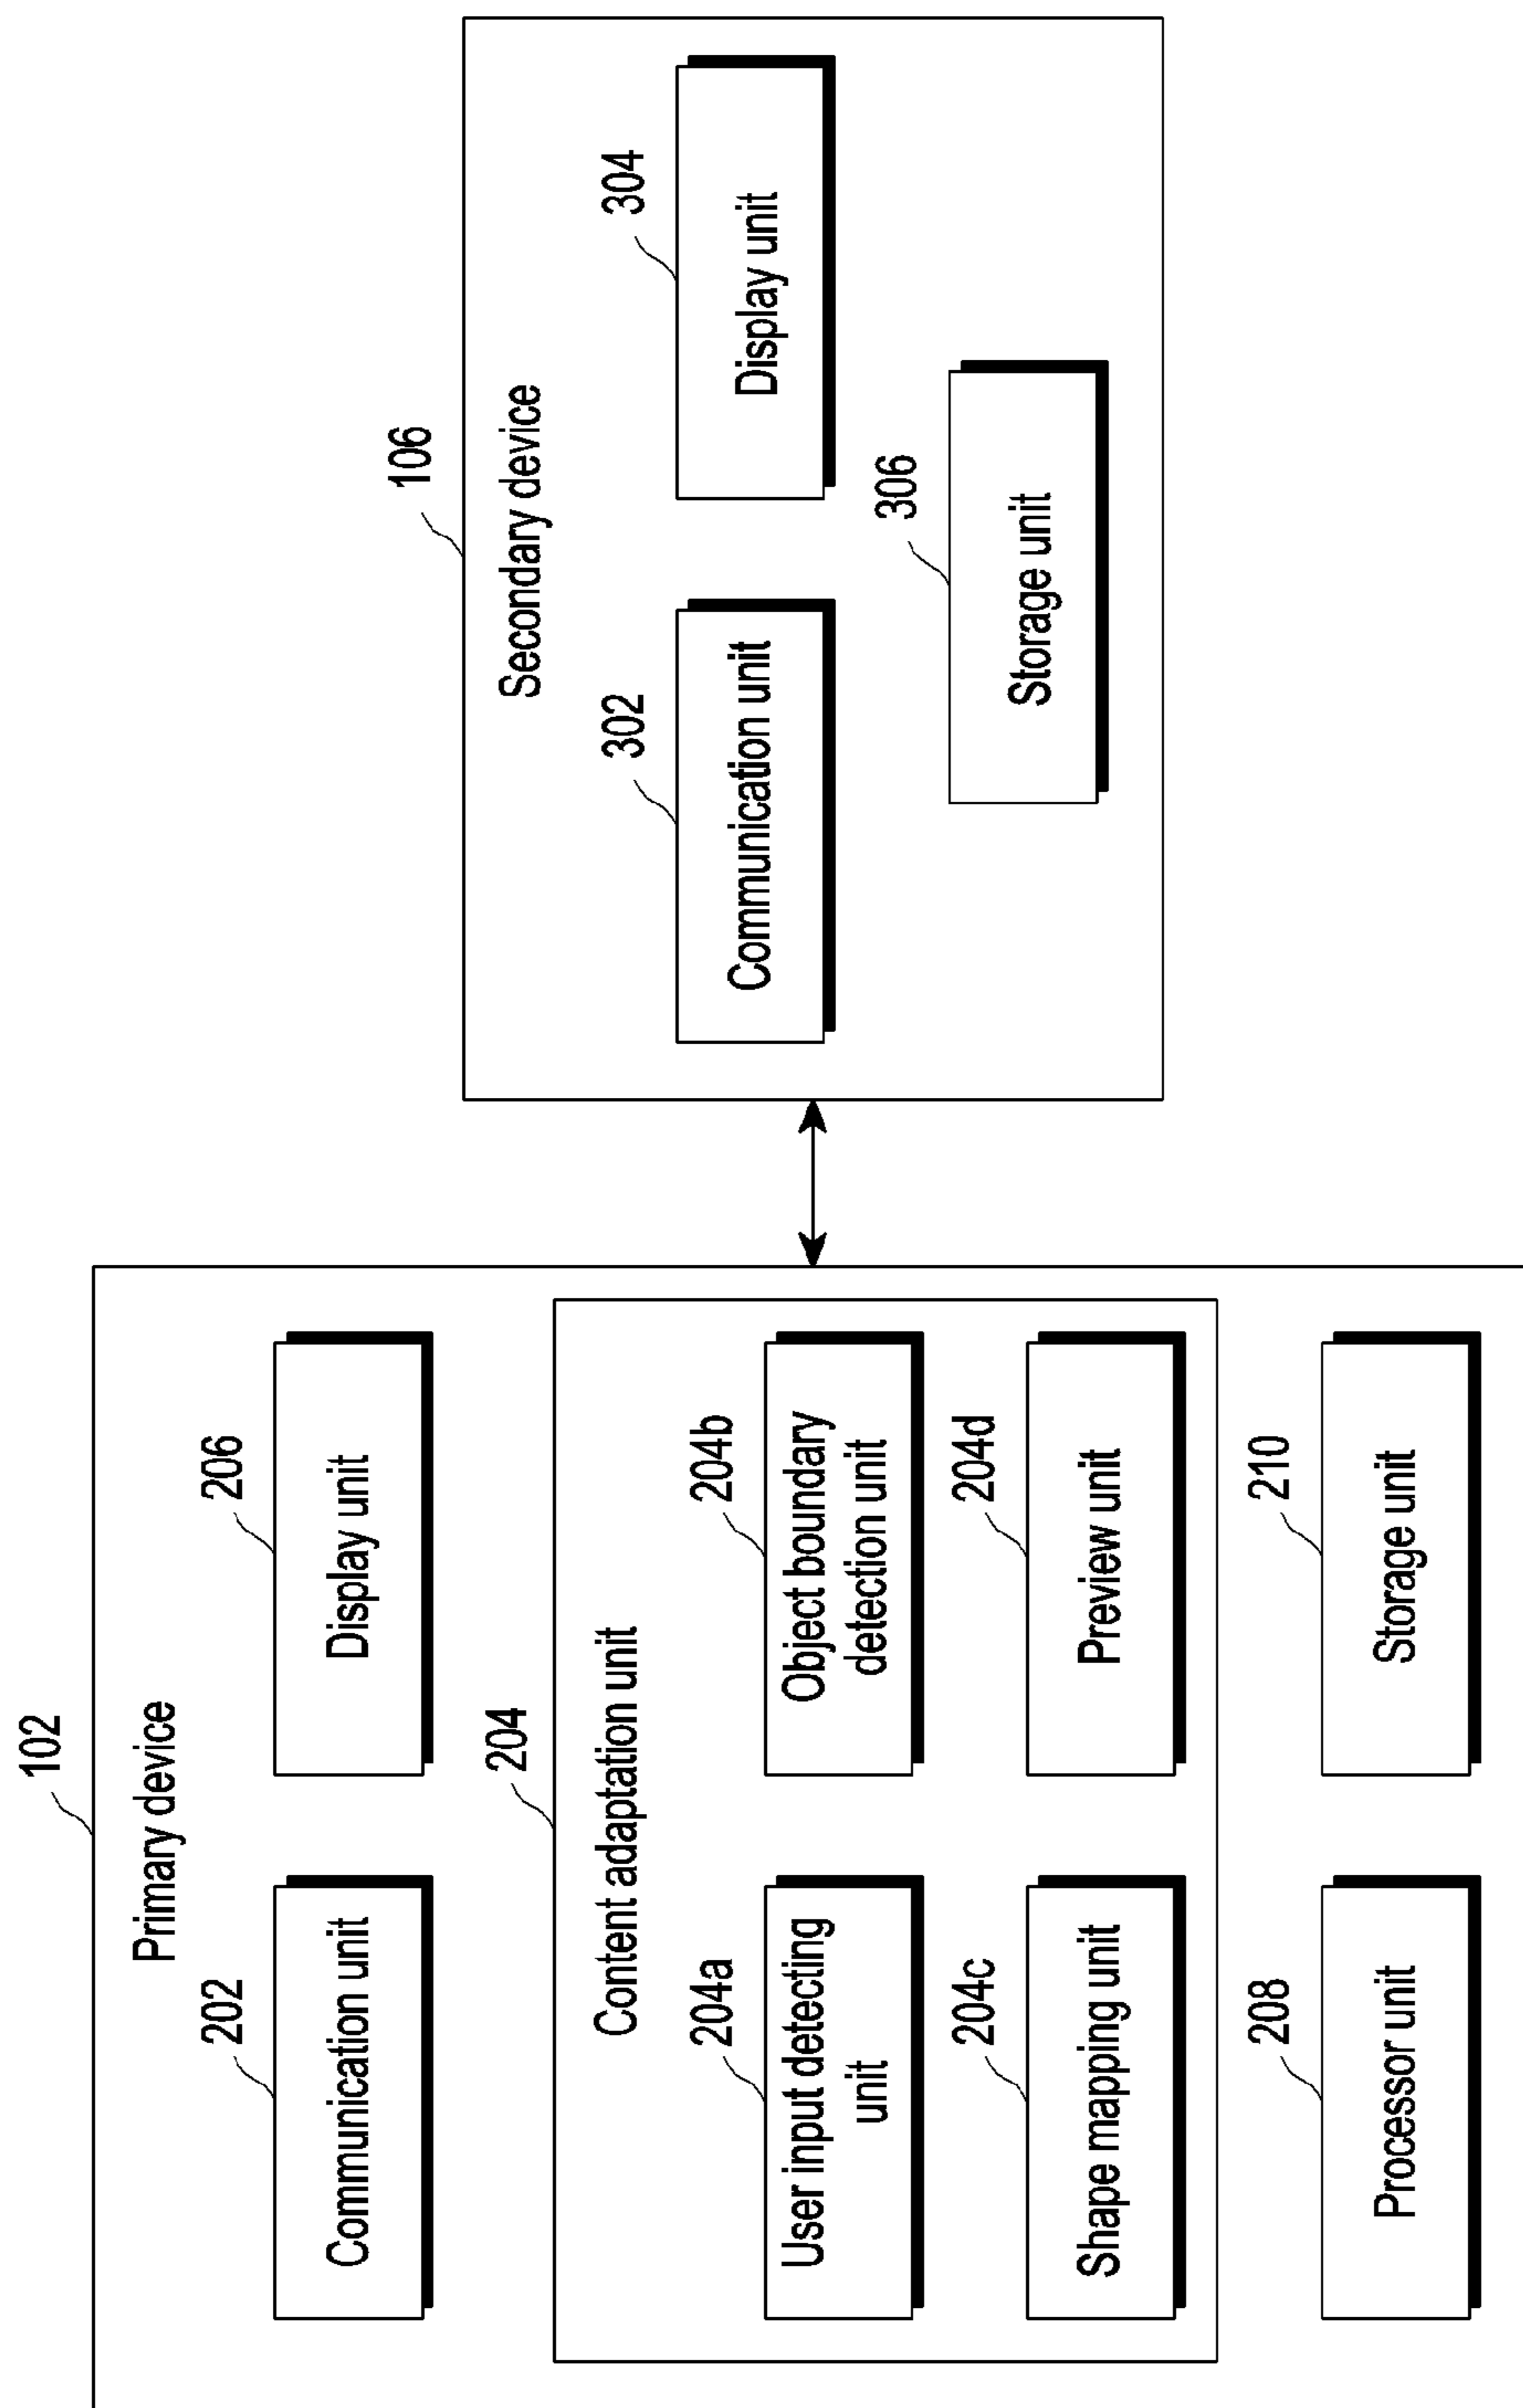 102
Primary device
202
Communication unit
206
Display unit
204
Content adaptation unit
204a
User input detecting
unit
204b
Object boundary
detection unit
204c
Shape mapping unit
204d
Preview unit
208
Processor unit
210
Storage unit
106
Secondary device
302
Communication unit
304
Display unit
306
Storage unit